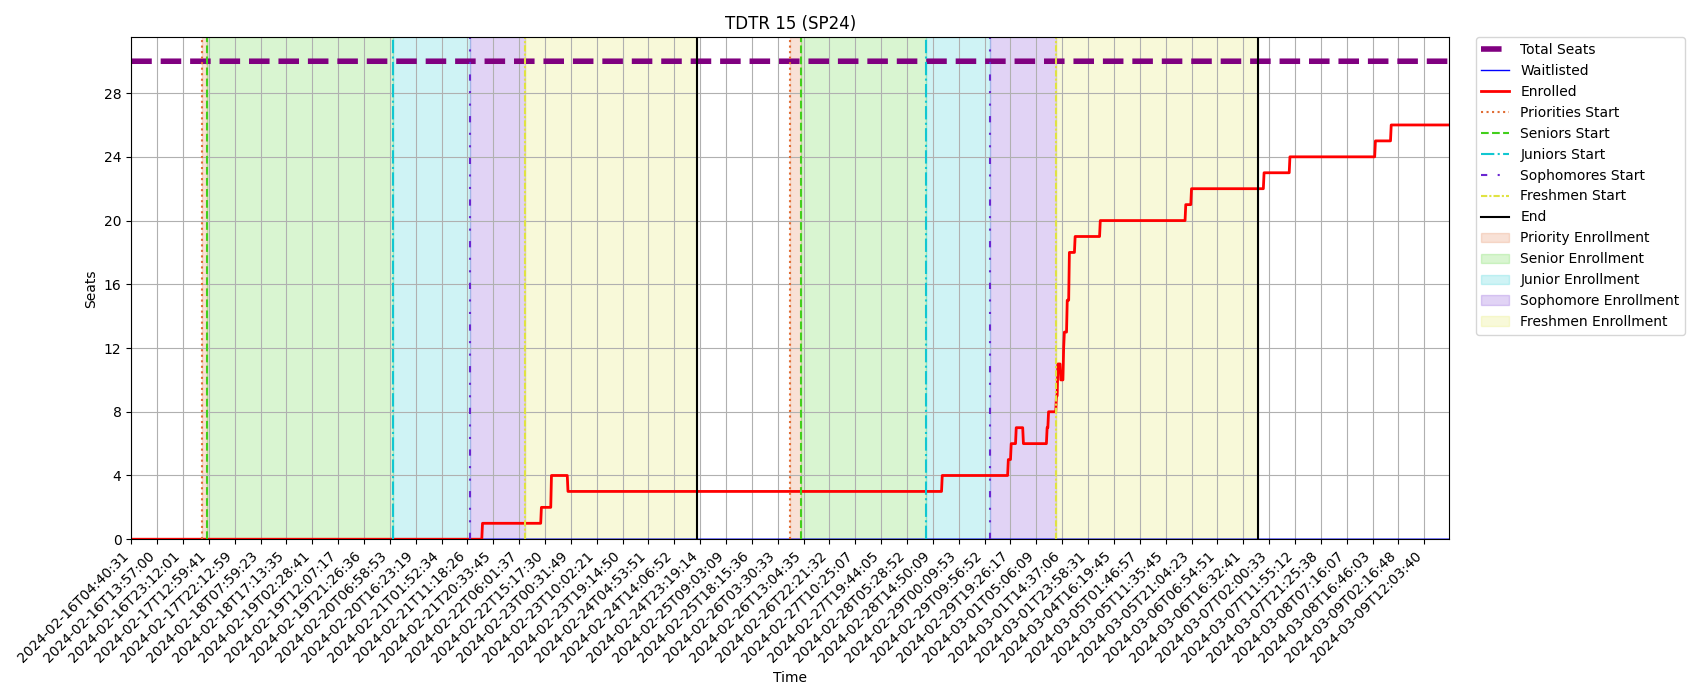 TDTR 15 (SP24)
Total Seats
Waitlisted
Enrolled
Priorities Start
Seniors Start
Juniors Start
Sophomores Start
Freshmen Start
End
Priority Enrollment
Senior Enrollment
Junior Enrollment
Sophomore Enrollment
Freshmen Enrollment
Seats
28
24
20
16
12
8
4
0
2024-02-16T04:40:31
2024-02-16T13:57:00
2024-02-16T23:12:01
2024-02-17T12:59:41
2024-02-17T22:12:59
2024-02-18T07:59:23
2024-02-18T17:13:35
2024-02-19T02:28:41
2024-02-19T12:07:17
2024-02-19T21:26:36
2024-02-20T06:58:53
2024-02-20T16:23:19
2024-02-21T01:52:34
2024-02-21T11:18:26
2024-02-21T20:33:45
2024-02-22T06:01:37
2024-02-22T15:17:30
2024-02-23T00:31:49
2024-02-23T10:02:21
2024-02-23T19:14:50
2024-02-24T04:53:51
2024-02-24T14:06:52
2024-02-24T23:19:14
2024-02-25T09:03:09
2024-02-25T18:15:36
2024-02-26T03:30:33
2024-02-26T13:04:35
2024-02-26T22:21:32
2024-02-27T10:25:07
2024-02-27T19:44:05
2024-02-28T05:28:52
2024-02-28T14:50:09
2024-02-29T00:09:53
2024-02-29T09:56:52
2024-02-29T19:26:17
2024-03-01T05:06:09
2024-03-01T14:37:06
2024-03-01T23:58:31
2024-03-04T16:19:45
2024-03-05T01:46:57
2024-03-05T11:35:45
2024-03-05T21:04:23
2024-03-06T06:54:51
2024-03-06T16:32:41
2024-03-07T02:00:33
2024-03-07T11:55:12
2024-03-07T21:25:38
2024-03-08T07:16:07
2024-03-08T16:46:03
2024-03-09T02:16:48
2024-03-09T12:03:40
Time